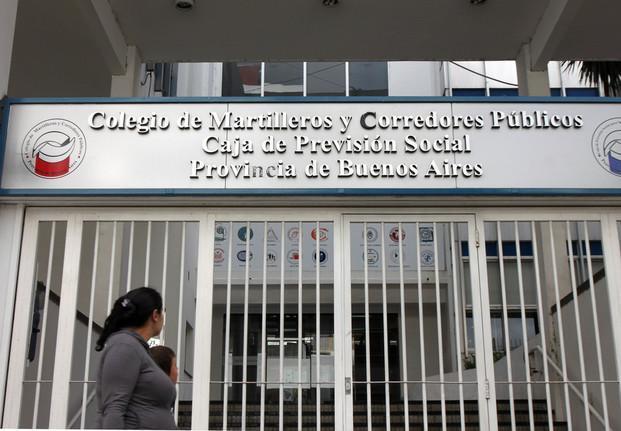 Colegio de Martilleros y Corredores Públicos
Caja de Previsión Social
Provincia de Buenos Aires